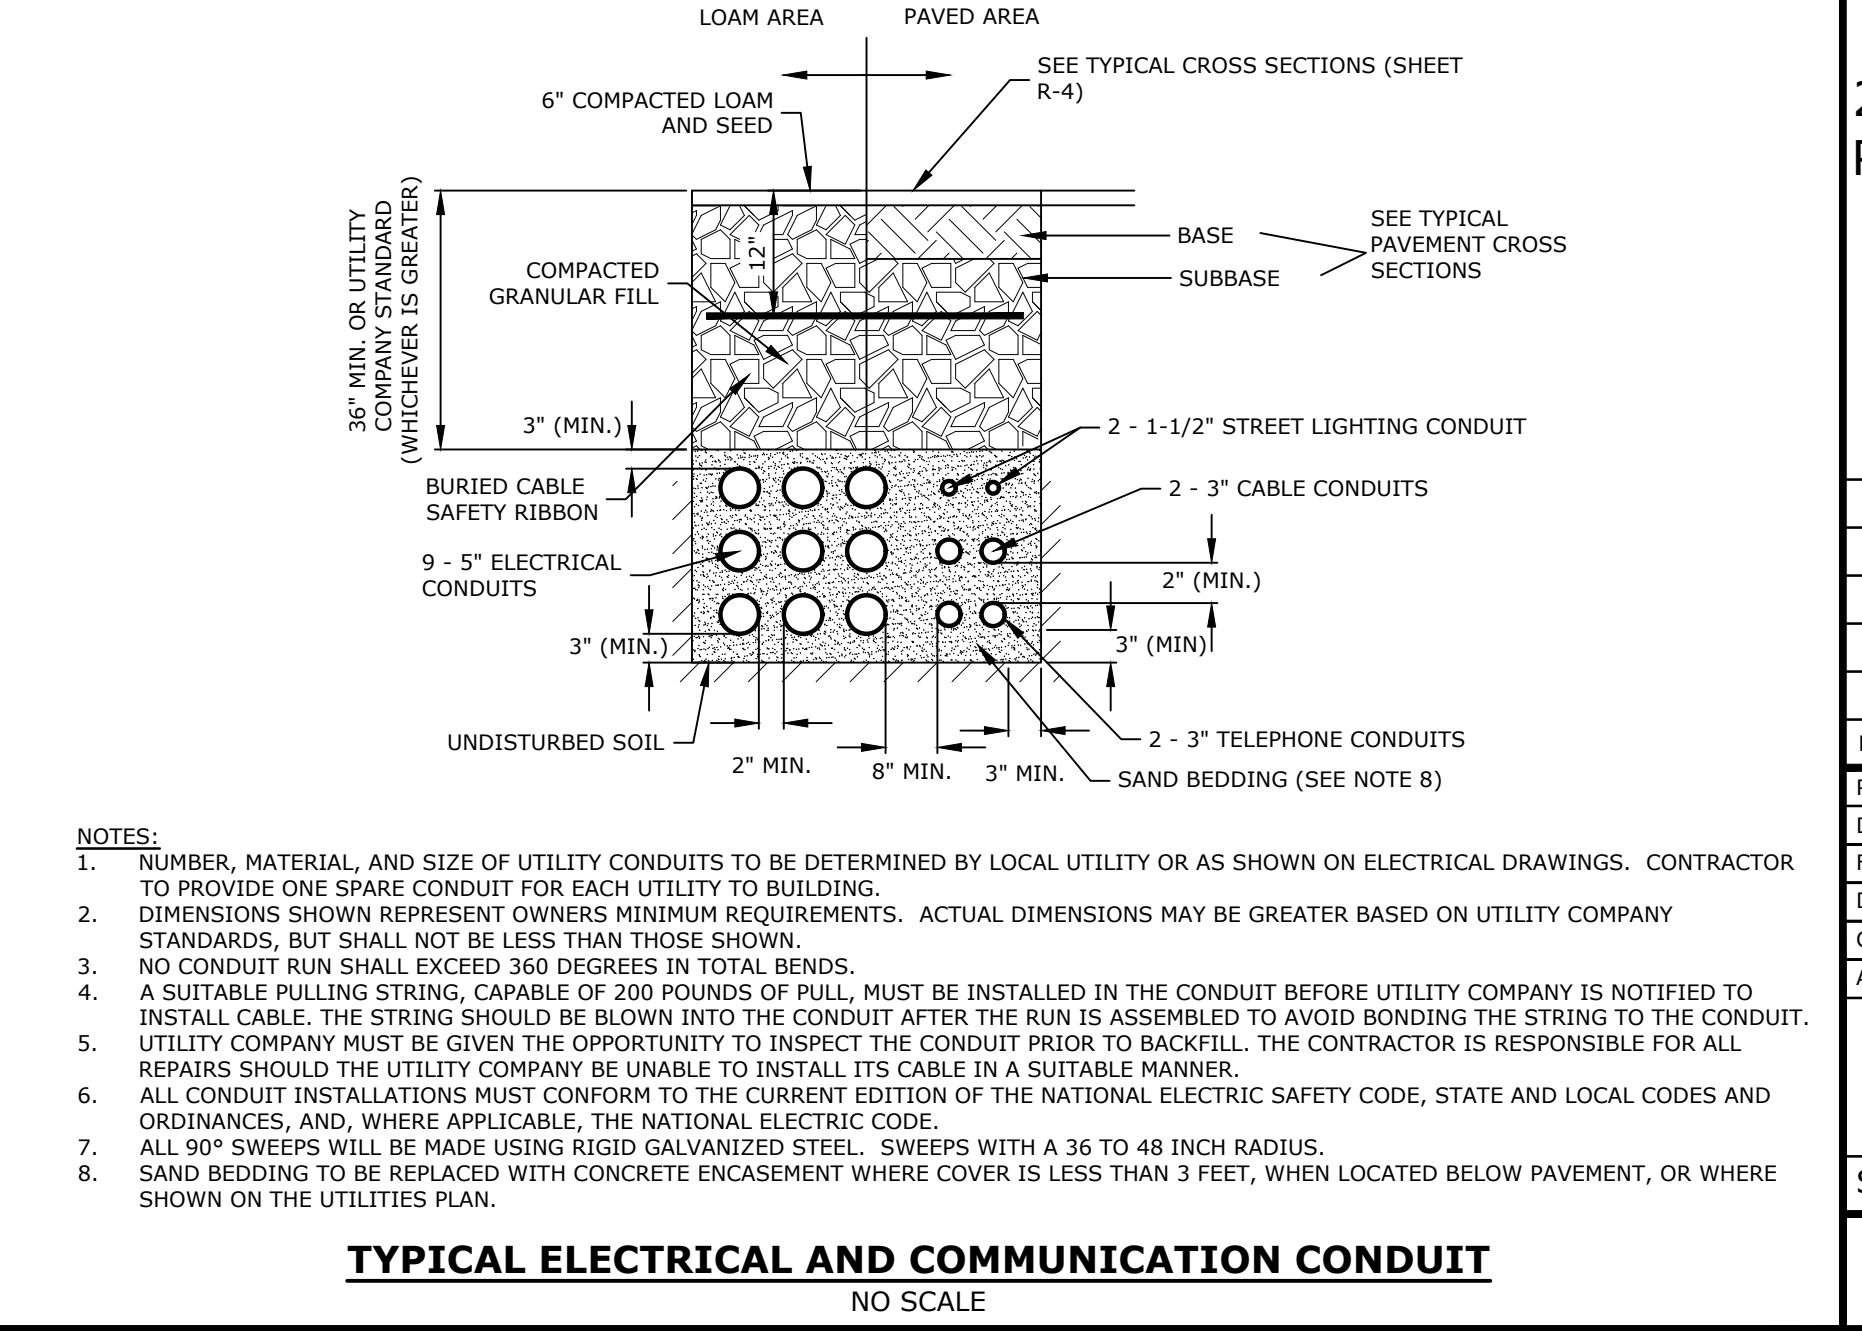 LOAM AREA
PAVED AREA
SEE TYPICAL CROSS SECTIONS (SHEET
R-4)
6" COMPACTED LOAM
AND SEED
36" MIN. OR UTILITY
COMPANY STANDARD
(WHICHEVER IS GREATER)
12"
BASE
SUBBASE
SEE TYPICAL
PAVEMENT CROSS
SECTIONS
COMPACTED
GRANULAR FILL
3" (MIN.)
2 - 1-1/2" STREET LIGHTING CONDUIT
BURIED CABLE
SAFETY RIBBON
2 - 3" CABLE CONDUITS
9 - 5" ELECTRICAL
CONDUITS
2" (MIN.)
3" (MIN.)
3" (MIN)
UNDISTURBED SOIL
2" MIN.
8" MIN.
3" MIN.
2 - 3" TELEPHONE CONDUITS
SAND BEDDING (SEE NOTE 8)
NOTES:
1. NUMBER, MATERIAL, AND SIZE OF UTILITY CONDUITS TO BE DETERMINED BY LOCAL UTILITY OR AS SHOWN ON ELECTRICAL DRAWINGS. CONTRACTOR
TO PROVIDE ONE SPARE CONDUIT FOR EACH UTILITY TO BUILDING.
2. DIMENSIONS SHOWN REPRESENT OWNERS MINIMUM REQUIREMENTS. ACTUAL DIMENSIONS MAY BE GREATER BASED ON UTILITY COMPANY
STANDARDS, BUT SHALL NOT BE LESS THAN THOSE SHOWN.
3. NO CONDUIT RUN SHALL EXCEED 360 DEGREES IN TOTAL BENDS.
4. A SUITABLE PULLING STRING, CAPABLE OF 200 POUNDS OF PULL, MUST BE INSTALLED IN THE CONDUIT BEFORE UTILITY COMPANY IS NOTIFIED TO
INSTALL CABLE. THE STRING SHOULD BE BLOWN INTO THE CONDUIT AFTER THE RUN IS ASSEMBLED TO AVOID BONDING THE STRING TO THE CONDUIT.
5. UTILITY COMPANY MUST BE GIVEN THE OPPORTUNITY TO INSPECT THE CONDUIT PRIOR TO BACKFILL. THE CONTRACTOR IS RESPONSIBLE FOR ALL
REPAIRS SHOULD THE UTILITY COMPANY BE UNABLE TO INSTALL ITS CABLE IN A SUITABLE MANNER.
6. ALL CONDUIT INSTALLATIONS MUST CONFORM TO THE CURRENT EDITION OF THE NATIONAL ELECTRIC SAFETY CODE, STATE AND LOCAL CODES AND
ORDINANCES, AND, WHERE APPLICABLE, THE NATIONAL ELECTRIC CODE.
7. ALL 90° SWEEPS WILL BE MADE USING RIGID GALVANIZED STEEL. SWEEPS WITH A 36 TO 48 INCH RADIUS.
8. SAND BEDDING TO BE REPLACED WITH CONCRETE ENCASEMENT WHERE COVER IS LESS THAN 3 FEET, WHEN LOCATED BELOW PAVEMENT, OR WHERE
SHOWN ON THE UTILITIES PLAN.
TYPICAL ELECTRICAL AND COMMUNICATION CONDUIT
NO SCALE